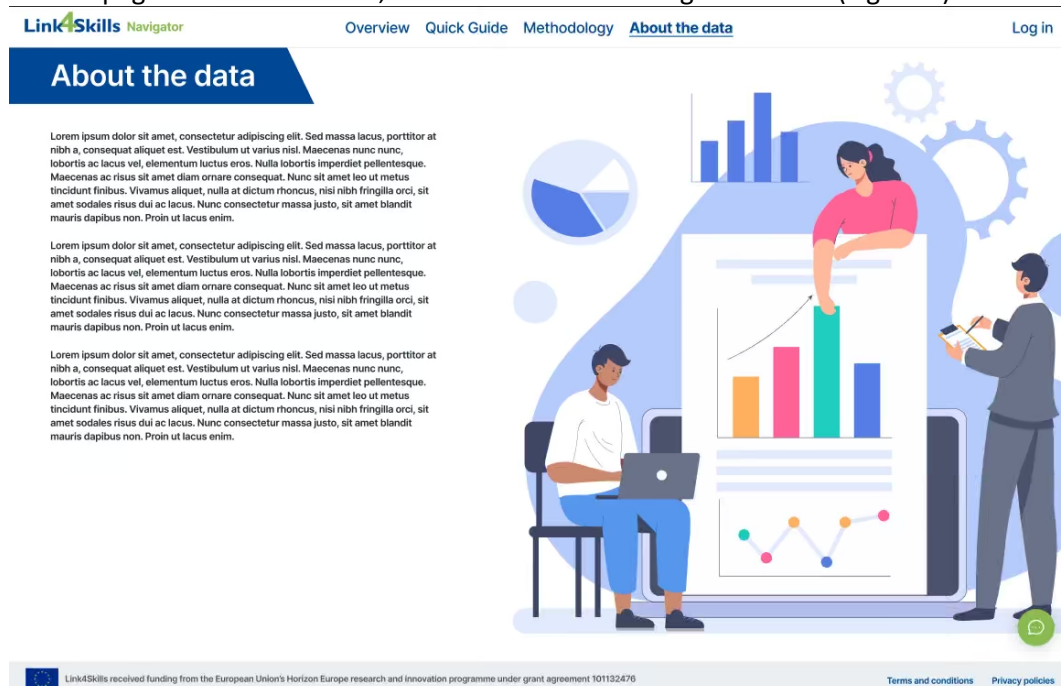 Link4Skills Navigator
Overview Quick Guide Methodology About the data
Log in
About the data
Lorem ipsum dolor sit amet, consectetur adipiscing elit. Sed massa lacus, porttitor at
nibh a, consequat aliquet est. Vestibulum ut varius nisl. Maecenas nunc nunc,
lobortis ac lacus vel, elementum luctus eros. Nulla lobortis imperdiet pellentesque.
Maecenas ac risus sit amet diam ornare consequat. Nunc sit amet leo ut metus
tincidunt finibus. Vivamus aliquet, nulla at dictum rhoncus, nisi nibh fringilla orci, sit
amet sodales risus dui ac lacus. Nunc consectetur massa justo, sit amet blandit
mauris dapibus non. Proin ut lacus enim.
Lorem ipsum dolor sit amet, consectetur adipiscing elit. Sed massa lacus, porttitor at
nibh a, consequat aliquet est. Vestibulum ut varius nisl. Maecenas nunc nunc,
lobortis ac lacus vel, elementum luctus eros. Nulla lobortis imperdiet pellentesque.
Maecenas ac risus sit amet diam ornare consequat. Nunc sit amet leo ut metus
tincidunt finibus. Vivamus aliquet, nulla at dictum rhoncus, nisi nibh fringilla orci, sit
amet sodales risus dui ac lacus. Nunc consectetur massa justo, sit amet blandit
mauris dapibus non. Proin ut lacus enim.
Lorem ipsum dolor sit amet, consectetur adipiscing elit. Sed massa lacus, porttitor at
nibh a, consequat aliquet est. Vestibulum ut varius nisl. Maecenas nunc nunc,
lobortis ac lacus vel, elementum luctus eros. Nulla lobortis imperdiet pellentesque.
Maecenas ac risus sit amet diam ornare consequat. Nunc sit amet leo ut metus
tincidunt finibus. Vivamus aliquet, nulla at dictum rhoncus, nisi nibh fringilla orci, sit
amet sodales risus dui ac lacus. Nunc consectetur massa justo, sit amet blandit
mauris dapibus non. Proin ut lacus enim.
Link4Skills received funding from the European Union's Horizon Europe research and innovation programme under grant agreement 101132476
Terms and conditions Privacy policies